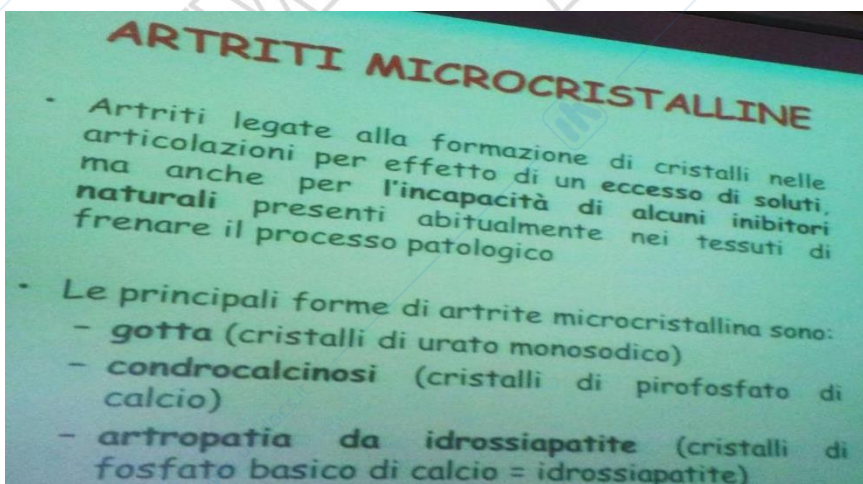 ARTRITI MICROCRISTALLINE
• Artriti legate alla formazione di cristalli nelle
articolazioni per effetto di un eccesso di soluti,
ma anche per l'incapacità di alcuni inibitori
naturali presenti abitualmente nei tessuti di
frenare il processo patologico
• Le principali forme di artrite microcristallina sono:
– gotta (cristalli di urato monosodico)
– condrocalcinosi (cristalli di pirofosfato di
calcio)
– artropatia da idrossiapatite (cristalli di
fosfato basico di calcio = idrossiapatite)